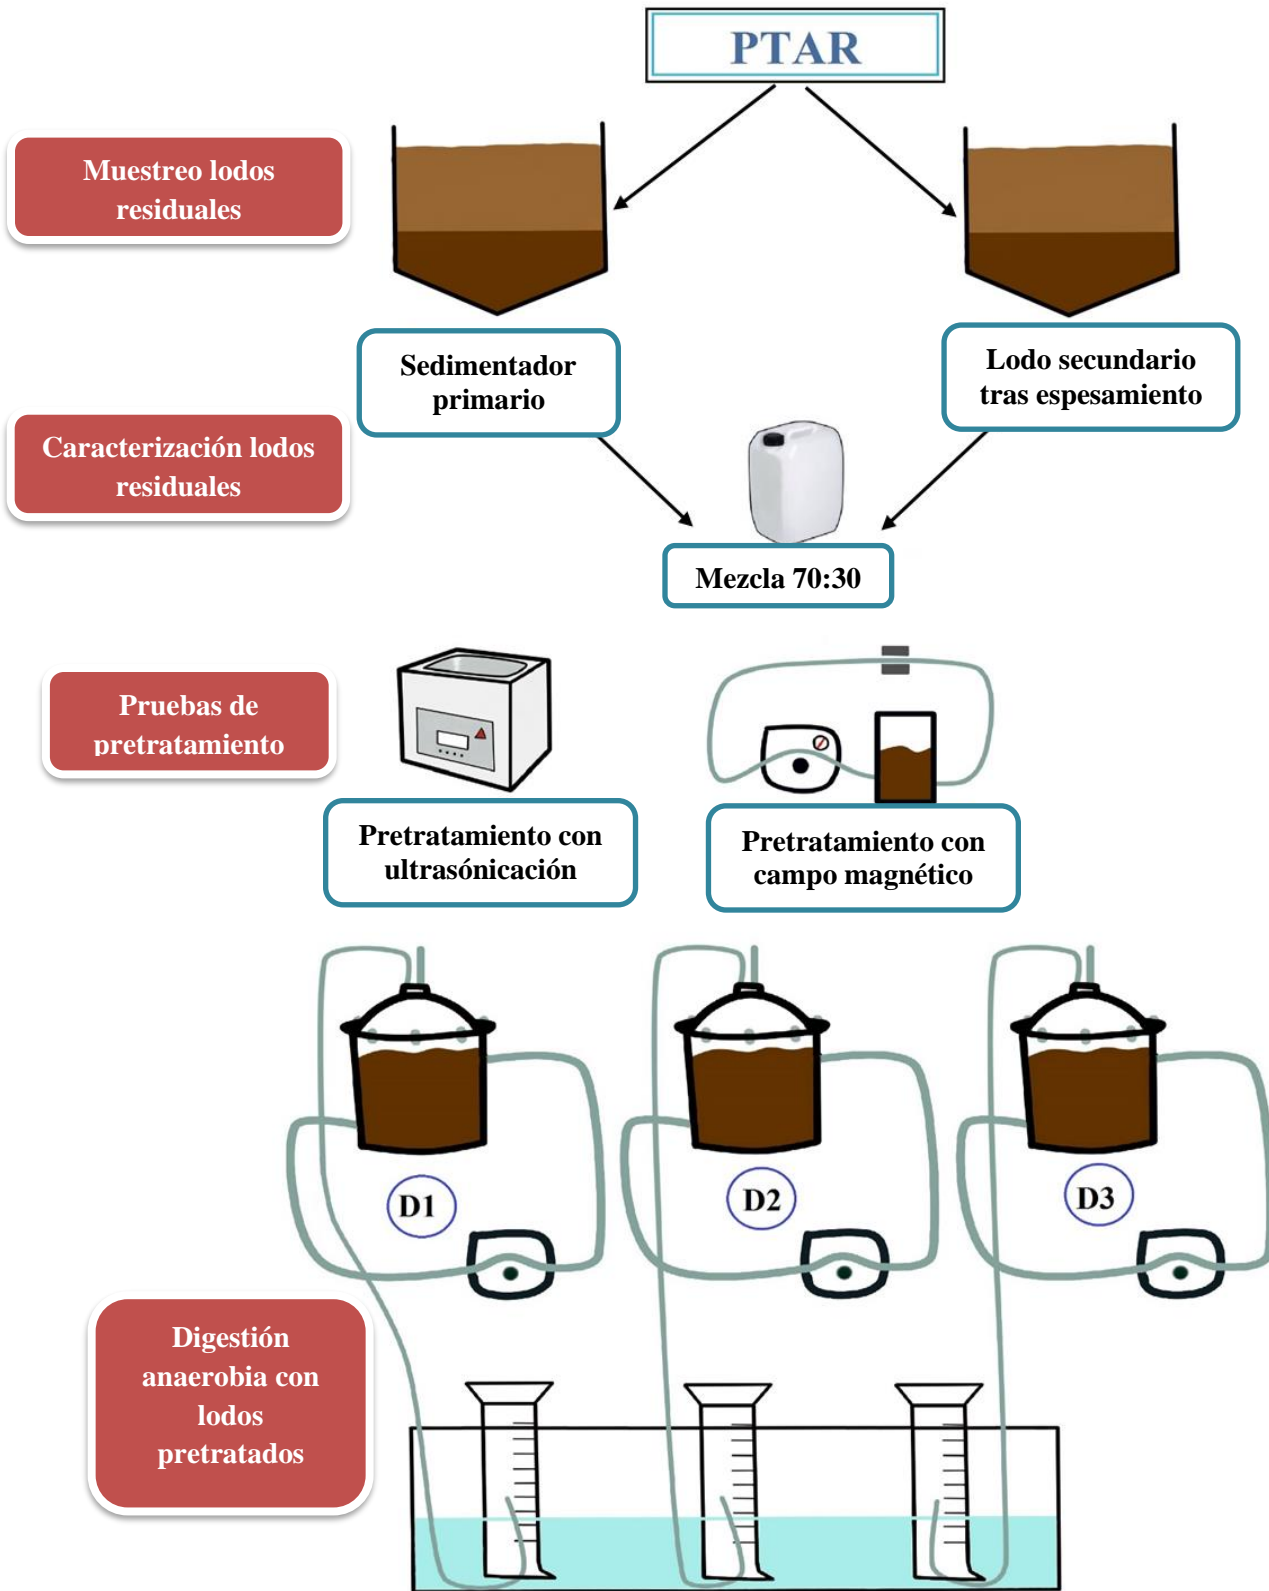 PTAR
Muestreo lodos
residuales
Sedimentador
primario
Lodo secundario
tras espesamiento
Caracterización lodos
residuales
Mezcla 70:30
Pruebas de
pretratamiento
Pretratamiento con
ultrasónicación
Pretratamiento con
campo magnético
D1
D2
D3
Digestión
anaerobia con
lodos
pretratados